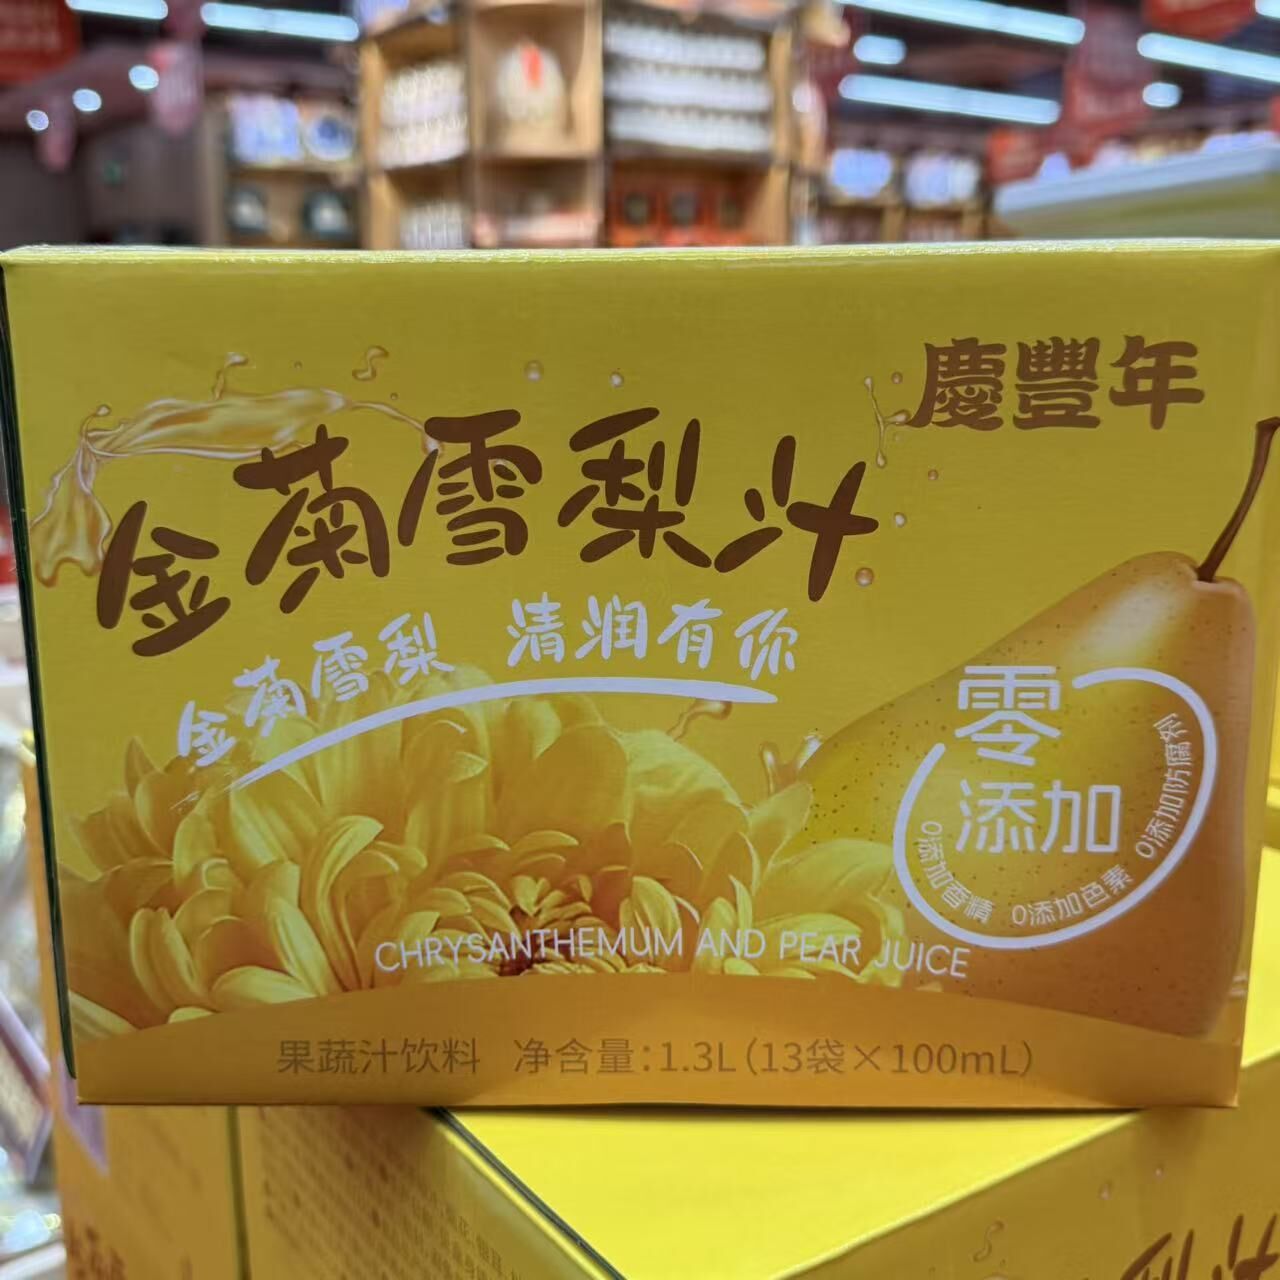 慶豐年
金菊雪梨汁
金菊雪梨 清润有你
零
添加
0添加香精 0添加色素 0添加防腐剂
CHRYSANTHEMUM AND PEAR JUICE
果蔬汁饮料 净含量:1.3L(13袋×100mL)